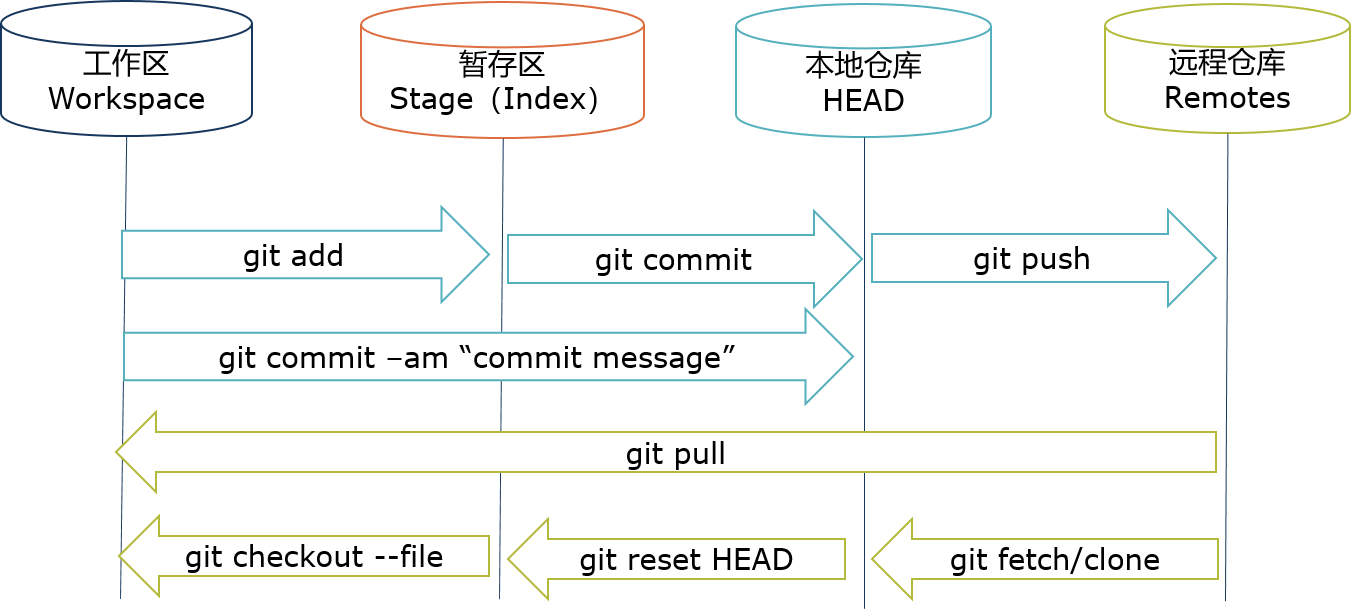 工作区
Workspace
暂存区
Stage（Index）
本地仓库
HEAD
远程仓库
Remotes
git add
git commit
git push
git commit –am “commit message”
git pull
git checkout --file
git reset HEAD
git fetch/clone